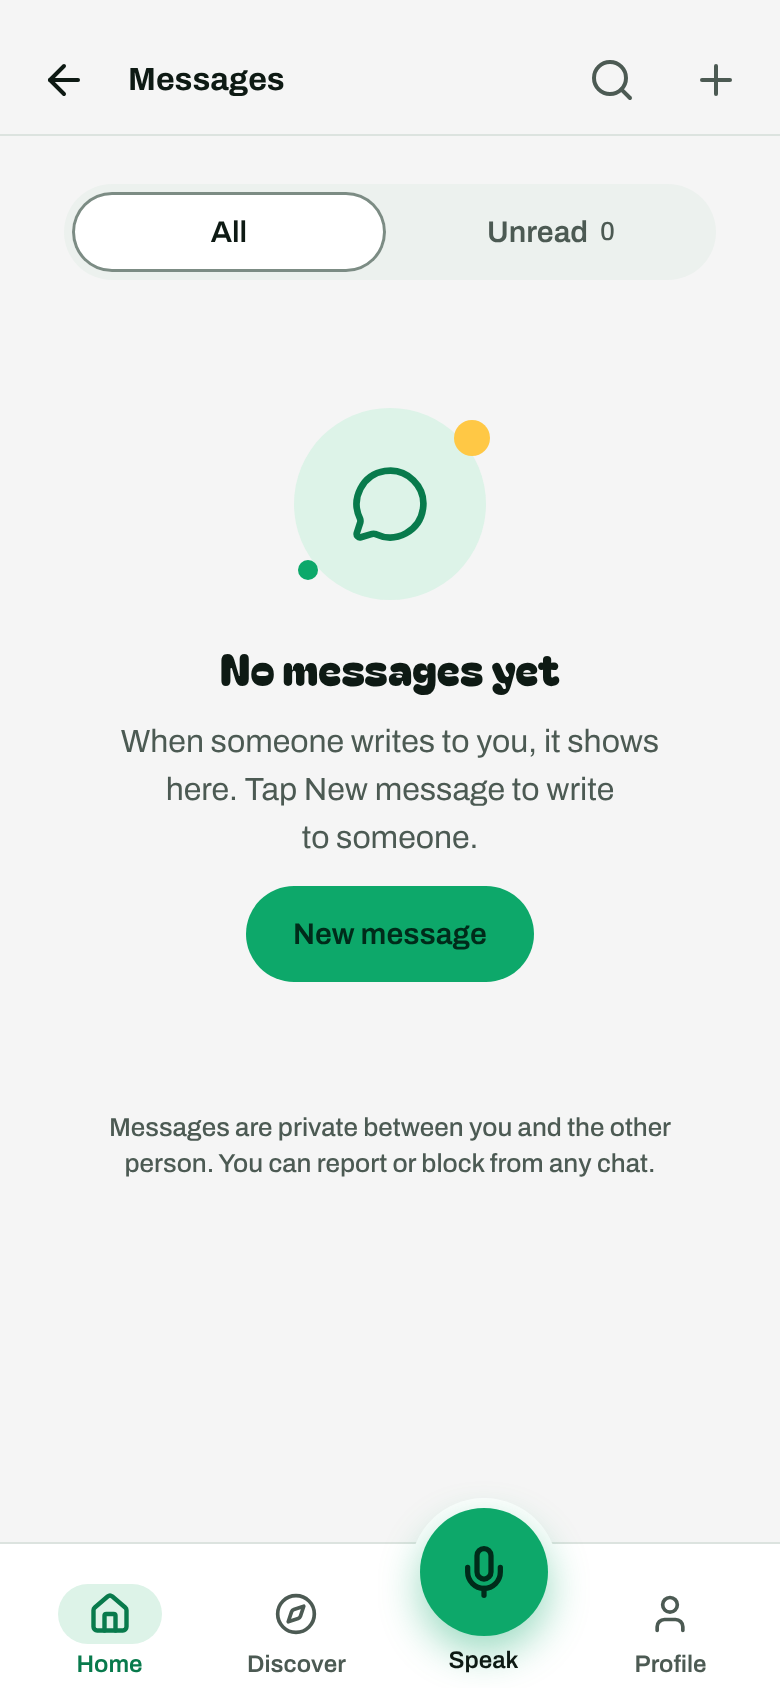 Messages
All
Unread 0
No messages yet
When someone writes to you, it shows
here. Tap New message to write
to someone.
New message
Messages are private between you and the other
person. You can report or block from any chat.
Home
Discover
Speak
Profile